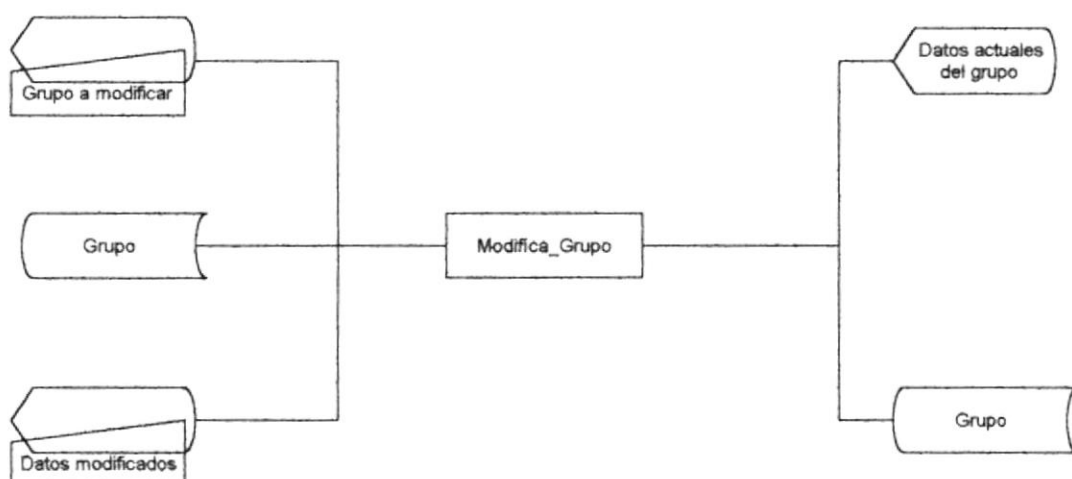 Grupo a modificar
Grupo
Datos modificados
Modifica_Grupo
Datos actuales
del grupo
Grupo